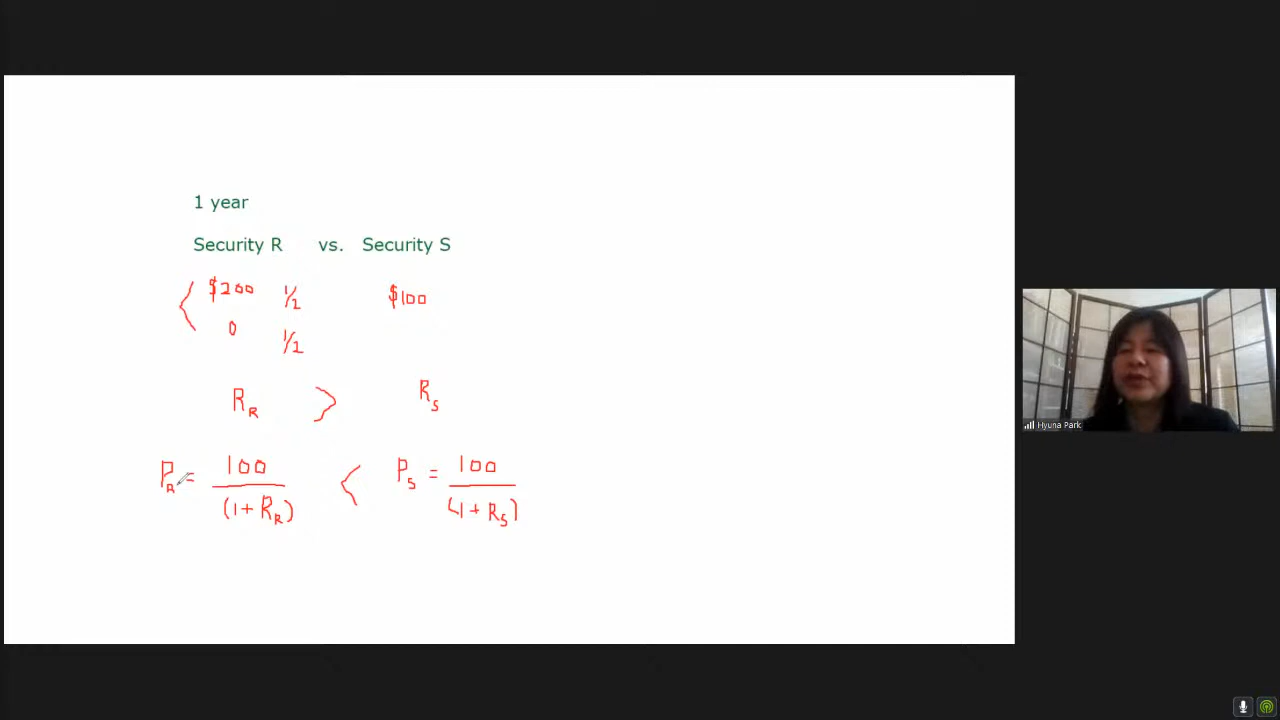 1 year
Security R vs. Security S
$200 1/2 $100
0 1/2
R_R > R_S
P_R = 100/(1+R_R) < P_S = 100/(1+R_S)
Hyuna Park